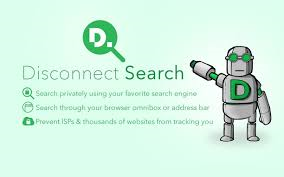 D.
Disconnect Search
Search privately using your favorite search engine
Search through your browser omnibox or address bar
Prevent ISPs & thousands of websites from tracking you
D